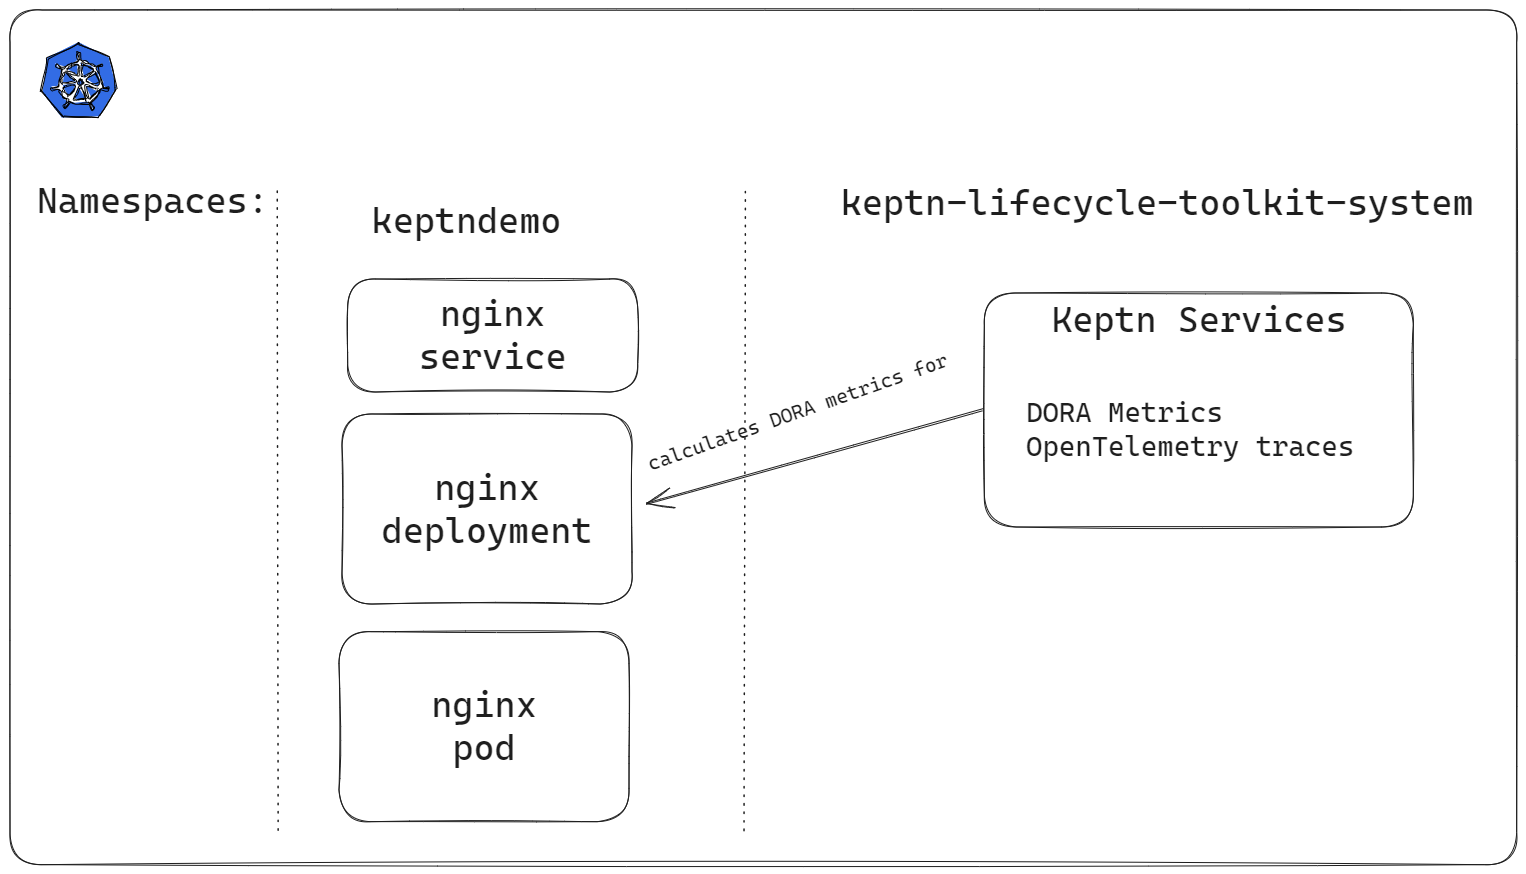 Namespaces:
keptndemo
keptn-lifecycle-toolkit-system
nginx
service
nginx
deployment
nginx
pod
calculates DORA metrics for
Keptn Services
DORA Metrics
OpenTelemetry traces